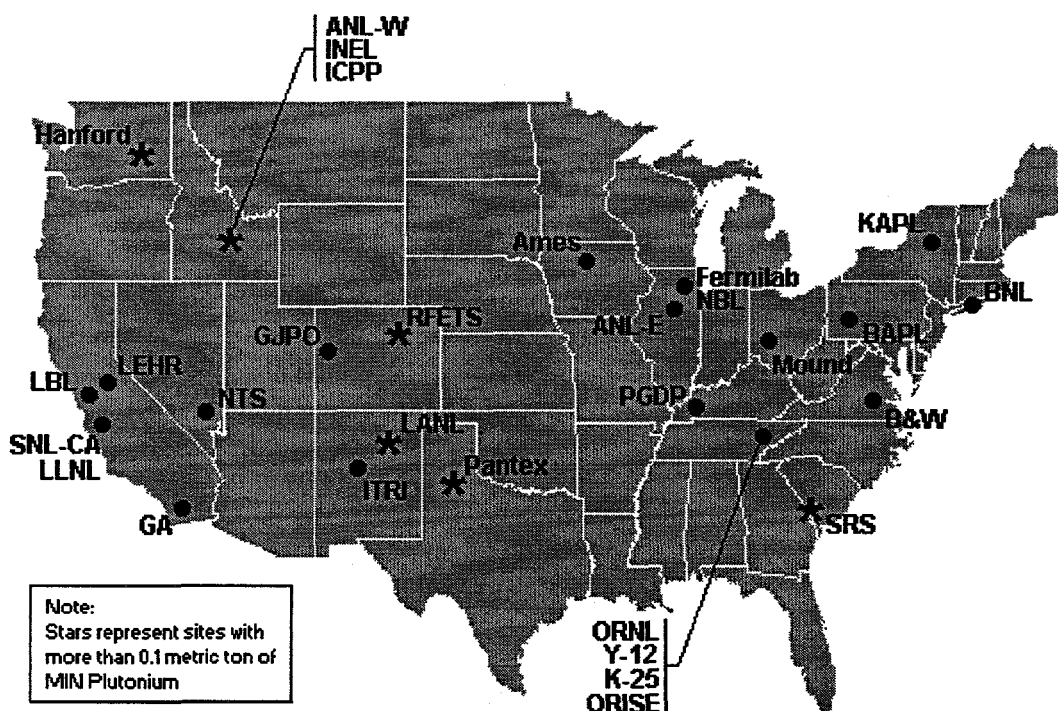 ANL-W
INEL
ICPP
Hanford
KAPL
Ames
Fermilab
NBL
BNL
RFETS
GJPO
ANL-E
BAPL
Mound
LEHR
LBL
NTS
PGDP
B&W
LANL
SNL-CA
LLNL
Pantex
ITRI
GA
SRS
Note:
Stars represent sites with
more than 0.1 metric ton of
MIN Plutonium
ORNL
Y-12
K-25
ORISE